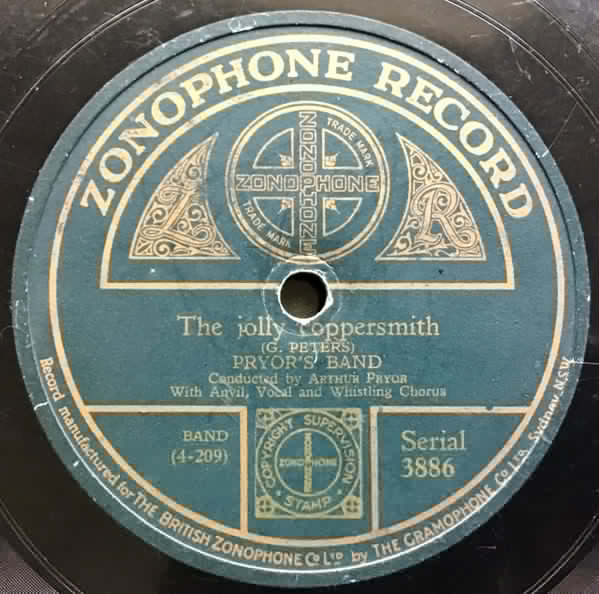 ZONOPHONE RECORD
ZONOPHONE
ZONOPHONE
TRADE MARK
TRADE MARK
Z
R
The jolly Coppersmith
(G. PETERS)
PRYOR'S BAND
Conducted by ARTHUR PRYOR
With Anvil, Vocal and Whistling Chorus
BAND
(4-209)
COPYRIGHT SUPERVISION
ZONOPHONE
STAMP
Serial
3886
Record manufactured for THE BRITISH ZONOPHONE Co LTD by THE GRAMOPHONE Co LTD, Sydney N.S.W.